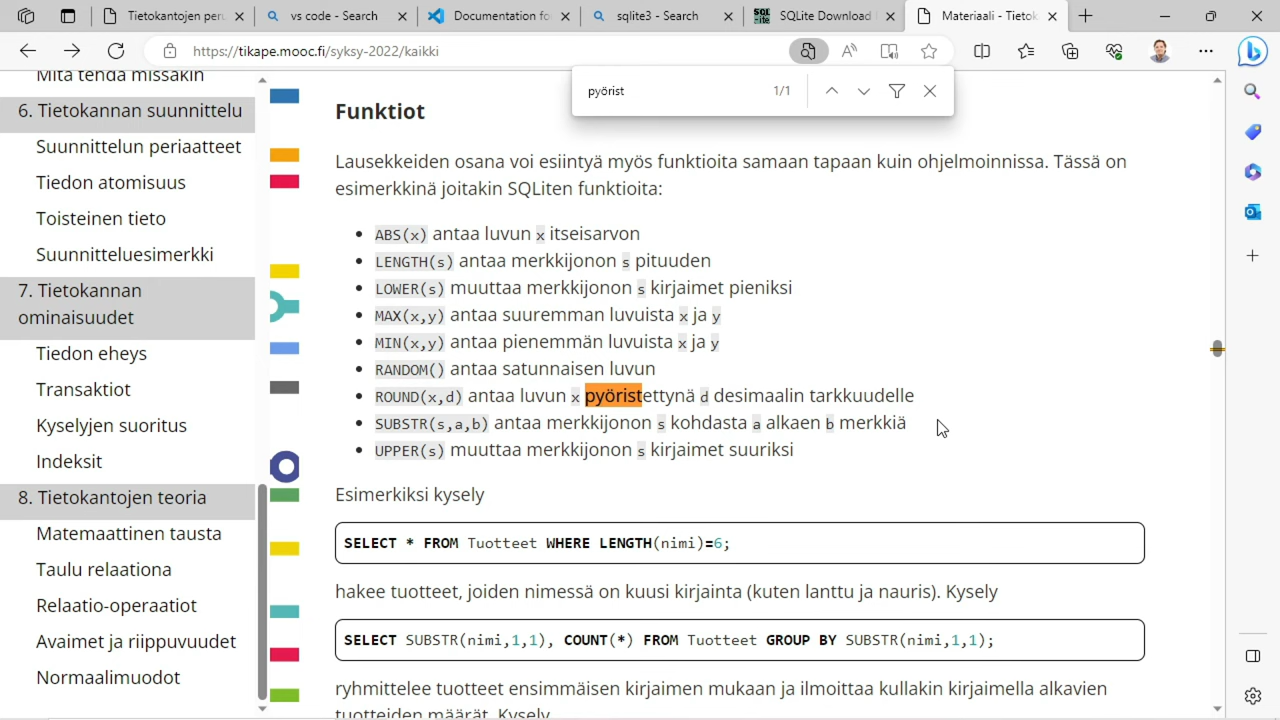 Tietokantojen peru
vs code - Search
Documentation fo
sqlite3 - Search
SQLite Download
Materiaali - Tietok
https://tikape.mooc.fi/syksy-2022/kaikki
pyörist
1/1
Mitä tehdä missäkin
6. Tietokannan suunnittelu
Suunnittelun periaatteet
Tiedon atomisuus
Toisteinen tieto
Suunnitteluesimerkki
7. Tietokannan
ominaisuudet
Tiedon eheys
Transaktiot
Kyselyjen suoritus
Indeksit
8. Tietokantojen teoria
Matemaattinen tausta
Taulu relaationa
Relaatio-operaatiot
Avaimet ja riippuvuudet
Normaalimuodot
Funktiot
Lausekkeiden osana voi esiintyä myös funktioita samaan tapaan kuin ohjelmoinnissa. Tässä on
esimerkkinä joitakin SQLiten funktioita:
• ABS(x) antaa luvun x itseisarvon
• LENGTH(s) antaa merkkijonon s pituuden
• LOWER(s) muuttaa merkkijonon s kirjaimet pieniksi
• MAX(x,y) antaa suuremman luvuista x ja y
• MIN(x,y) antaa pienemmän luvuista x ja y
• RANDOM() antaa satunnaisen luvun
• ROUND(x,d) antaa luvun x pyöristettynä d desimaalin tarkkuudelle
• SUBSTR(s,a,b) antaa merkkijonon s kohdasta a alkaen b merkkiä
• UPPER(s) muuttaa merkkijonon s kirjaimet suuriksi
Esimerkiksi kysely
SELECT * FROM Tuotteet WHERE LENGTH(nimi)=6;
hakee tuotteet, joiden nimessä on kuusi kirjainta (kuten lanttu ja nauris). Kysely
SELECT SUBSTR(nimi,1,1), COUNT(*) FROM Tuotteet GROUP BY SUBSTR(nimi,1,1);
ryhmittelee tuotteet ensimmäisen kirjaimen mukaan ja ilmoittaa kullakin kirjaimella alkavien
tuotteiden määrät. Kysely